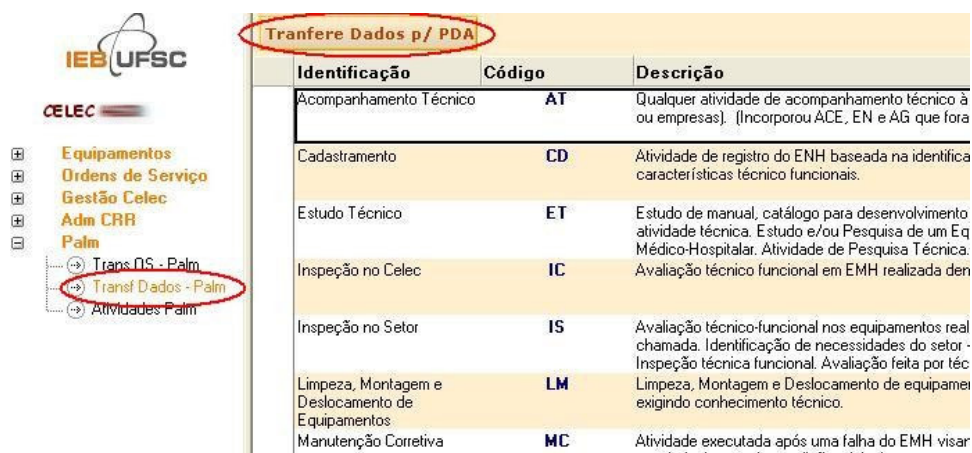 IEB UFSC
CELEC
Equipamentos
Ordens de Serviço
Gestão Celec
Adm CRR
Palm
Trans OS - Palm
Transf Dados - Palm
Atividades Palm
Tranfere Dados p/ PDA
Identificação Código Descrição
Acompanhamento Técnico AT Qualquer atividade de acompanhamento técnico à
ou empresas). (Incorporou ACE, EN e AG que fora
Cadastramento CD Atividade de registro do ENH baseada na identifica
características técnico funcionais.
Estudo Técnico ET Estudo de manual, catálogo para desenvolvimento
atividade técnica. Estudo e/ou Pesquisa de um Eq
Médico-Hospitalar. Atividade de Pesquisa Técnica.
Inspeção no Celec IC Avaliação técnico funcional em EMH realizada den
Inspeção no Setor IS Avaliação técnico-funcional nos equipamentos real
chamada. Identificação de necessidades do setor -
Inspeção técnica funcional. Avaliação feita por téc
Limpeza, Montagem e LM Limpeza, Montagem e Deslocamento de equipamen
Deslocamento de exigindo conhecimento técnico.
Equipamentos
Manutenção Corretiva MC Atividade executada após uma falha do EMH visan